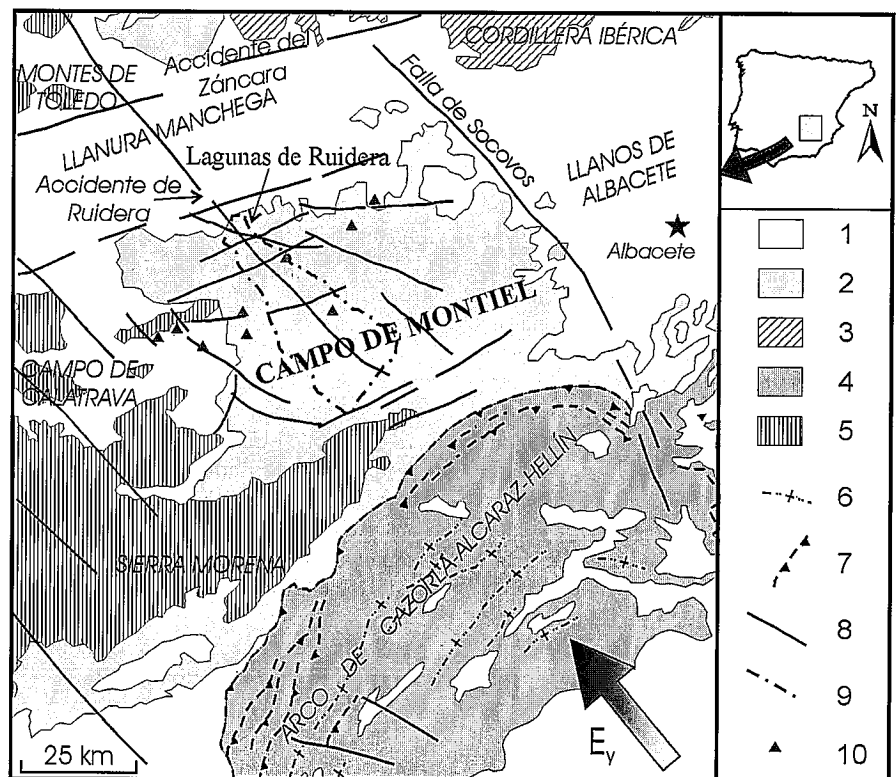 CORDILLERA IBÉRICA
MONTES DE
TOLEDO
Accidente del
Záncara
LLANURA MANCHEGA
Falla de Socovos
Lagunas de Ruidera
Accidente de
Ruidera
LLANOS DE
ALBACETE
Albacete
CAMPO DE MONTIEL
CAMPO DE
CALATRAVA
SIERRA MORENA
ARCO DE CAZORLA-ALCARAZ-HELLÍN
Ey
25 km
N
1
2
3
4
5
6
7
8
9
10